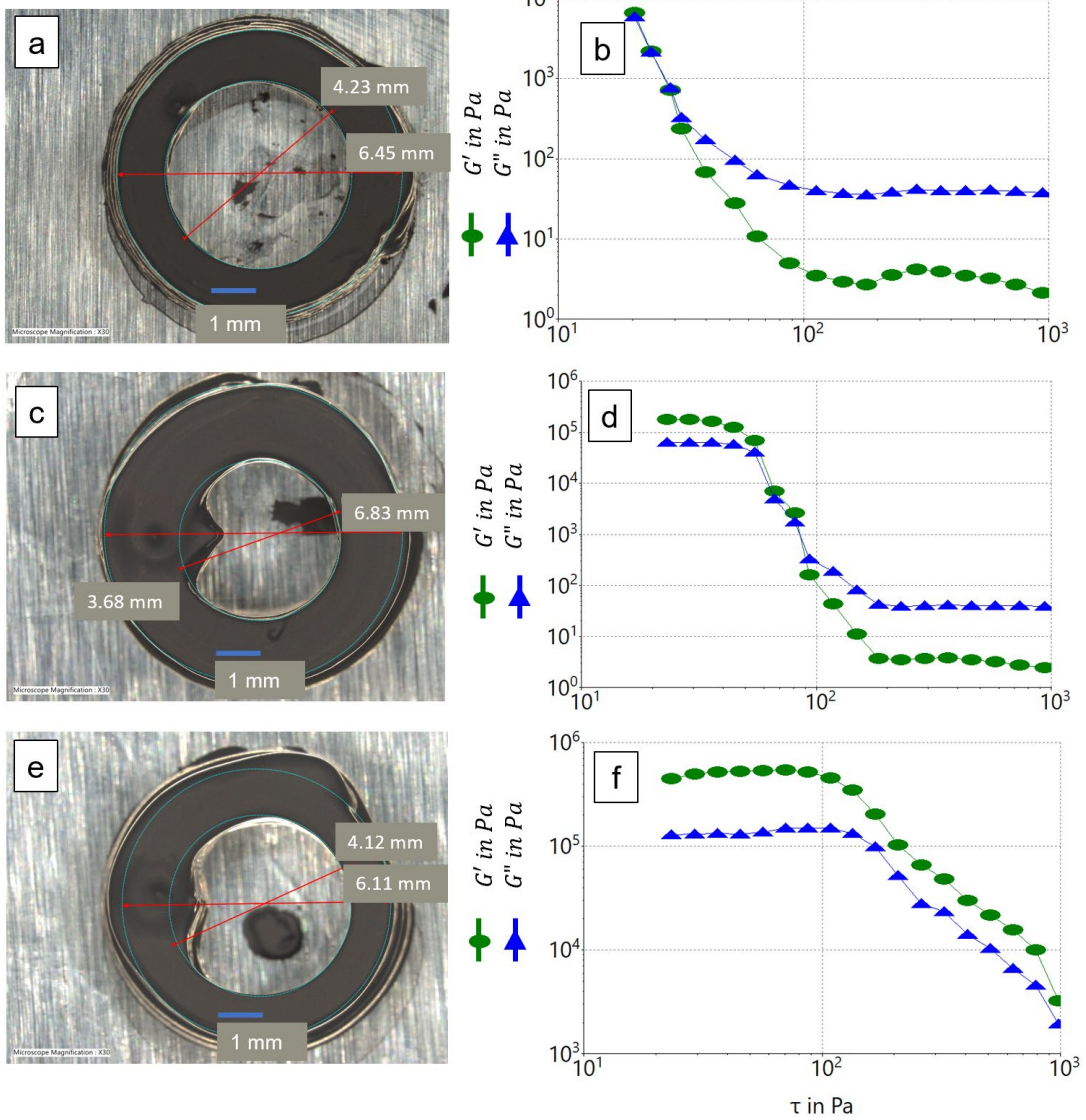 a
4.23 mm
6.45 mm
1 mm
Microscope Magnification : X30
b
G' in Pa
G" in Pa
10
10³
10²
10¹
10⁰
10¹
10²
10³
c
6.83 mm
3.68 mm
1 mm
Microscope Magnification : X30
d
G' in Pa
G" in Pa
10⁶
10⁵
10⁴
10³
10²
10¹
10⁰
10¹
10²
10³
e
4.12 mm
6.11 mm
1 mm
Microscope Magnification : X30
f
G' in Pa
G" in Pa
10⁶
10⁵
10⁴
10³
10¹
10²
10³
τ in Pa